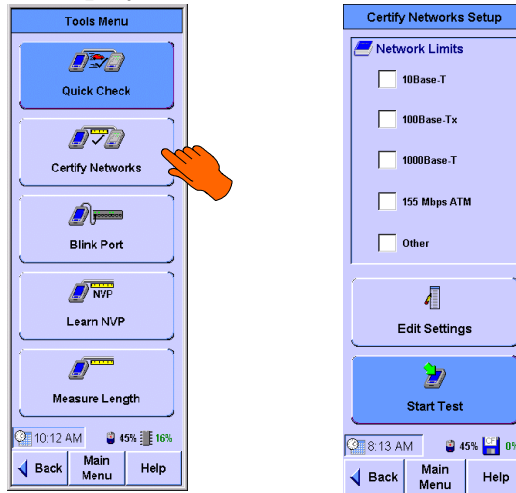 Tools Menu
Quick Check
Certify Networks
Blink Port
NVP
Learn NVP
Measure Length
10:12 AM 45% 16%
Back Main Menu Help
Certify Networks Setup
Network Limits
10Base-T
100Base-Tx
1000Base-T
155 Mbps ATM
Other
Edit Settings
Start Test
8:13 AM 45% CF 0%
Back Main Menu Help